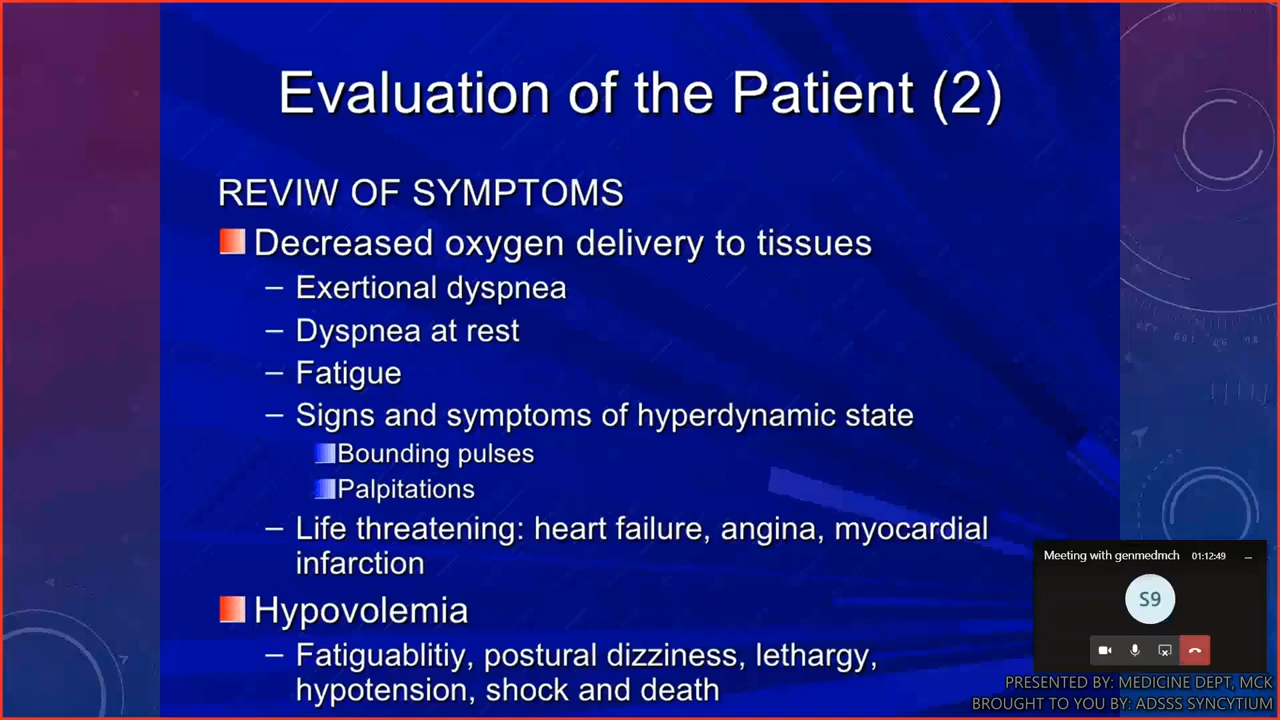 Evaluation of the Patient (2)
REVIW OF SYMPTOMS
Decreased oxygen delivery to tissues
– Exertional dyspnea
– Dyspnea at rest
– Fatigue
– Signs and symptoms of hyperdynamic state
Bounding pulses
Palpitations
– Life threatening: heart failure, angina, myocardial
infarction
Hypovolemia
– Fatiguablitiy, postural dizziness, lethargy,
hypotension, shock and death
Meeting with genmedmch 01:12:49
S9
PRESENTED BY: MEDICINE DEPT, MCK
BROUGHT TO YOU BY: ADSSS SYNCYTIUM